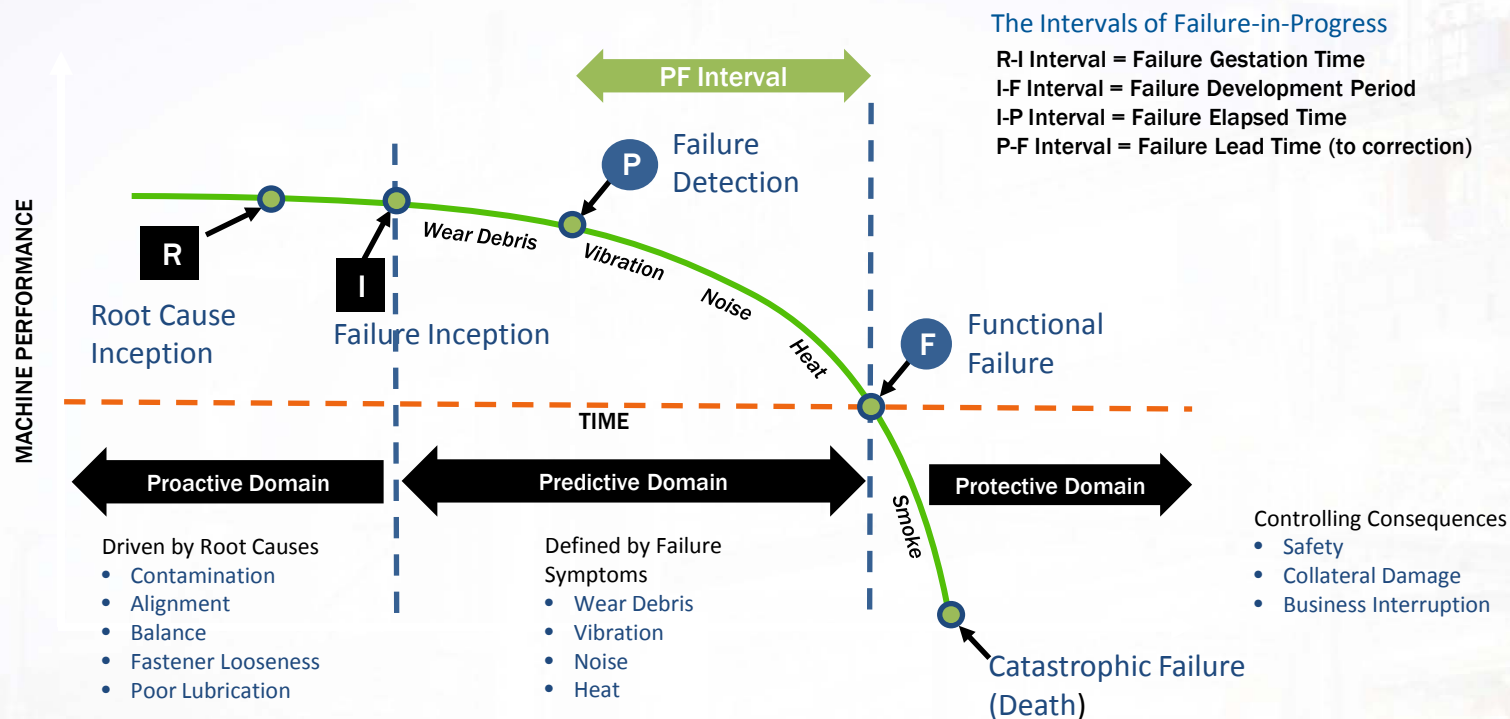 The Intervals of Failure-in-Progress
R-I Interval = Failure Gestation Time
I-F Interval = Failure Development Period
I-P Interval = Failure Elapsed Time
P-F Interval = Failure Lead Time (to correction)
PF Interval
P
Failure
Detection
MACHINE PERFORMANCE
R
Root Cause
Inception
I
Failure Inception
Wear Debris
Vibration
Noise
Heat
F
Functional
Failure
TIME
Proactive Domain
Predictive Domain
Protective Domain
Smoke
Driven by Root Causes
• Contamination
• Alignment
• Balance
• Fastener Looseness
• Poor Lubrication
Defined by Failure
Symptoms
• Wear Debris
• Vibration
• Noise
• Heat
Controlling Consequences
• Safety
• Collateral Damage
• Business Interruption
Catastrophic Failure
(Death)